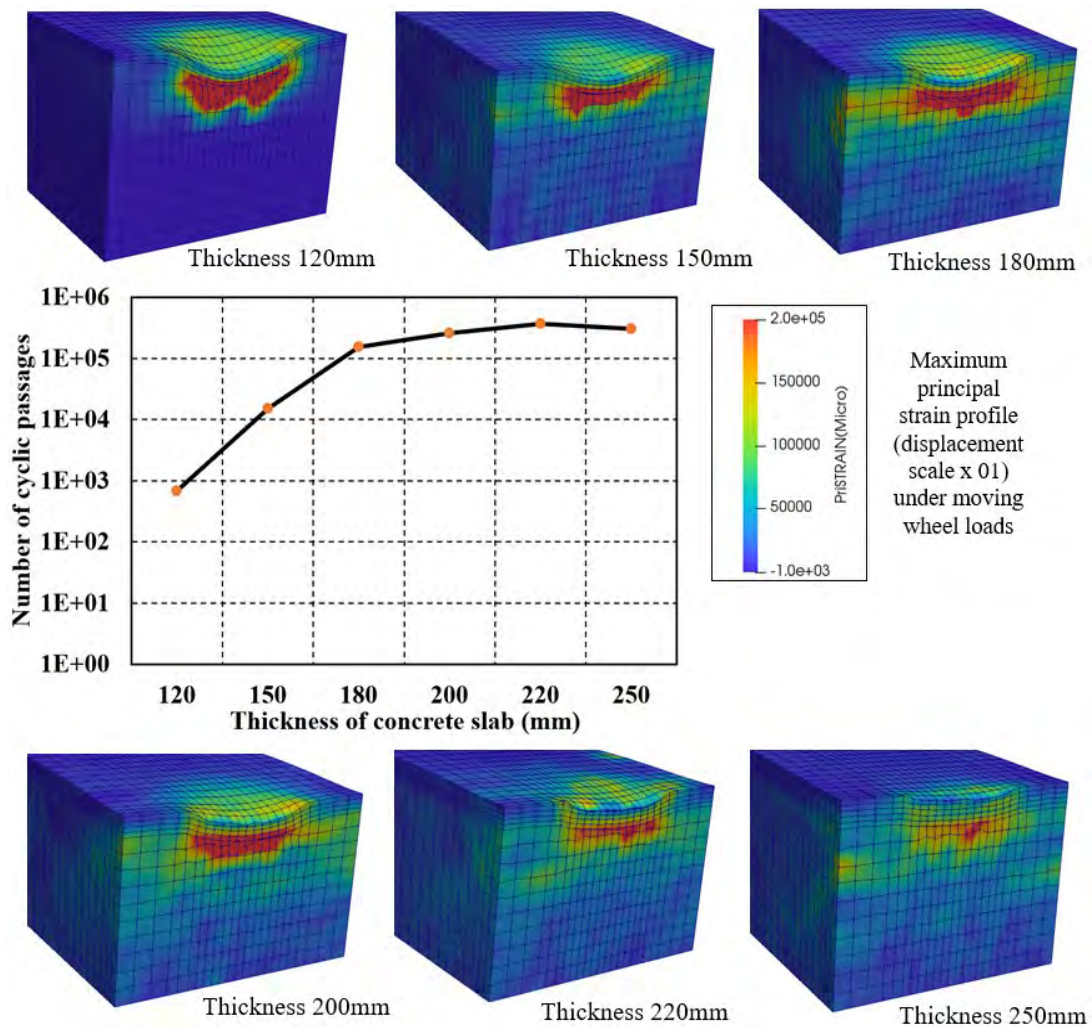 Thickness 120mm
Thickness 150mm
Thickness 180mm
Number of cyclic passages
1E+06
1E+05
1E+04
1E+03
1E+02
1E+01
1E+00
120 150 180 200 220 250
Thickness of concrete slab (mm)
2.0e+05
150000
100000
50000
-1.0e+03
PriSTRAIN(Micro)
Maximum
principal
strain profile
(displacement
scale x 01)
under moving
wheel loads
Thickness 200mm
Thickness 220mm
Thickness 250mm